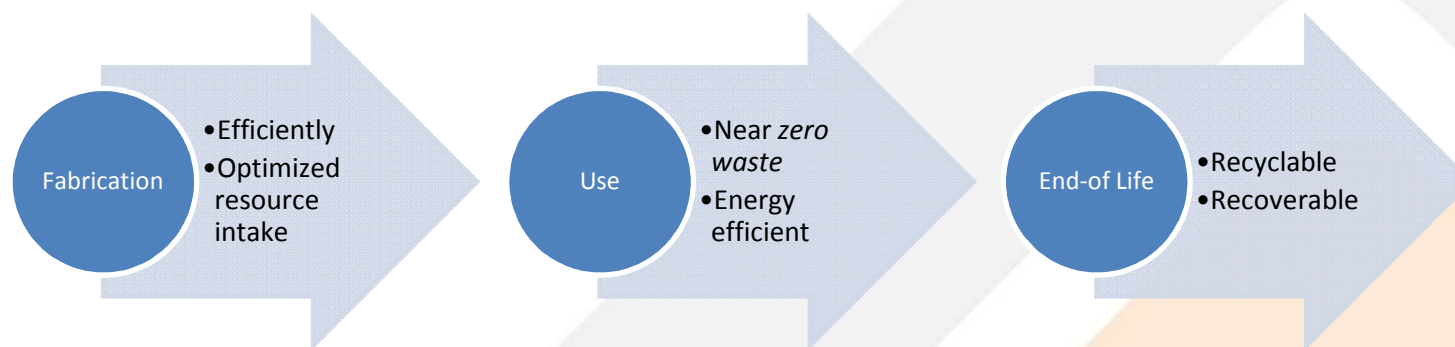 Fabrication
•Efficiently
•Optimized
resource
intake
Use
•Near zero
waste
•Energy
efficient
End-of Life
•Recyclable
•Recoverable